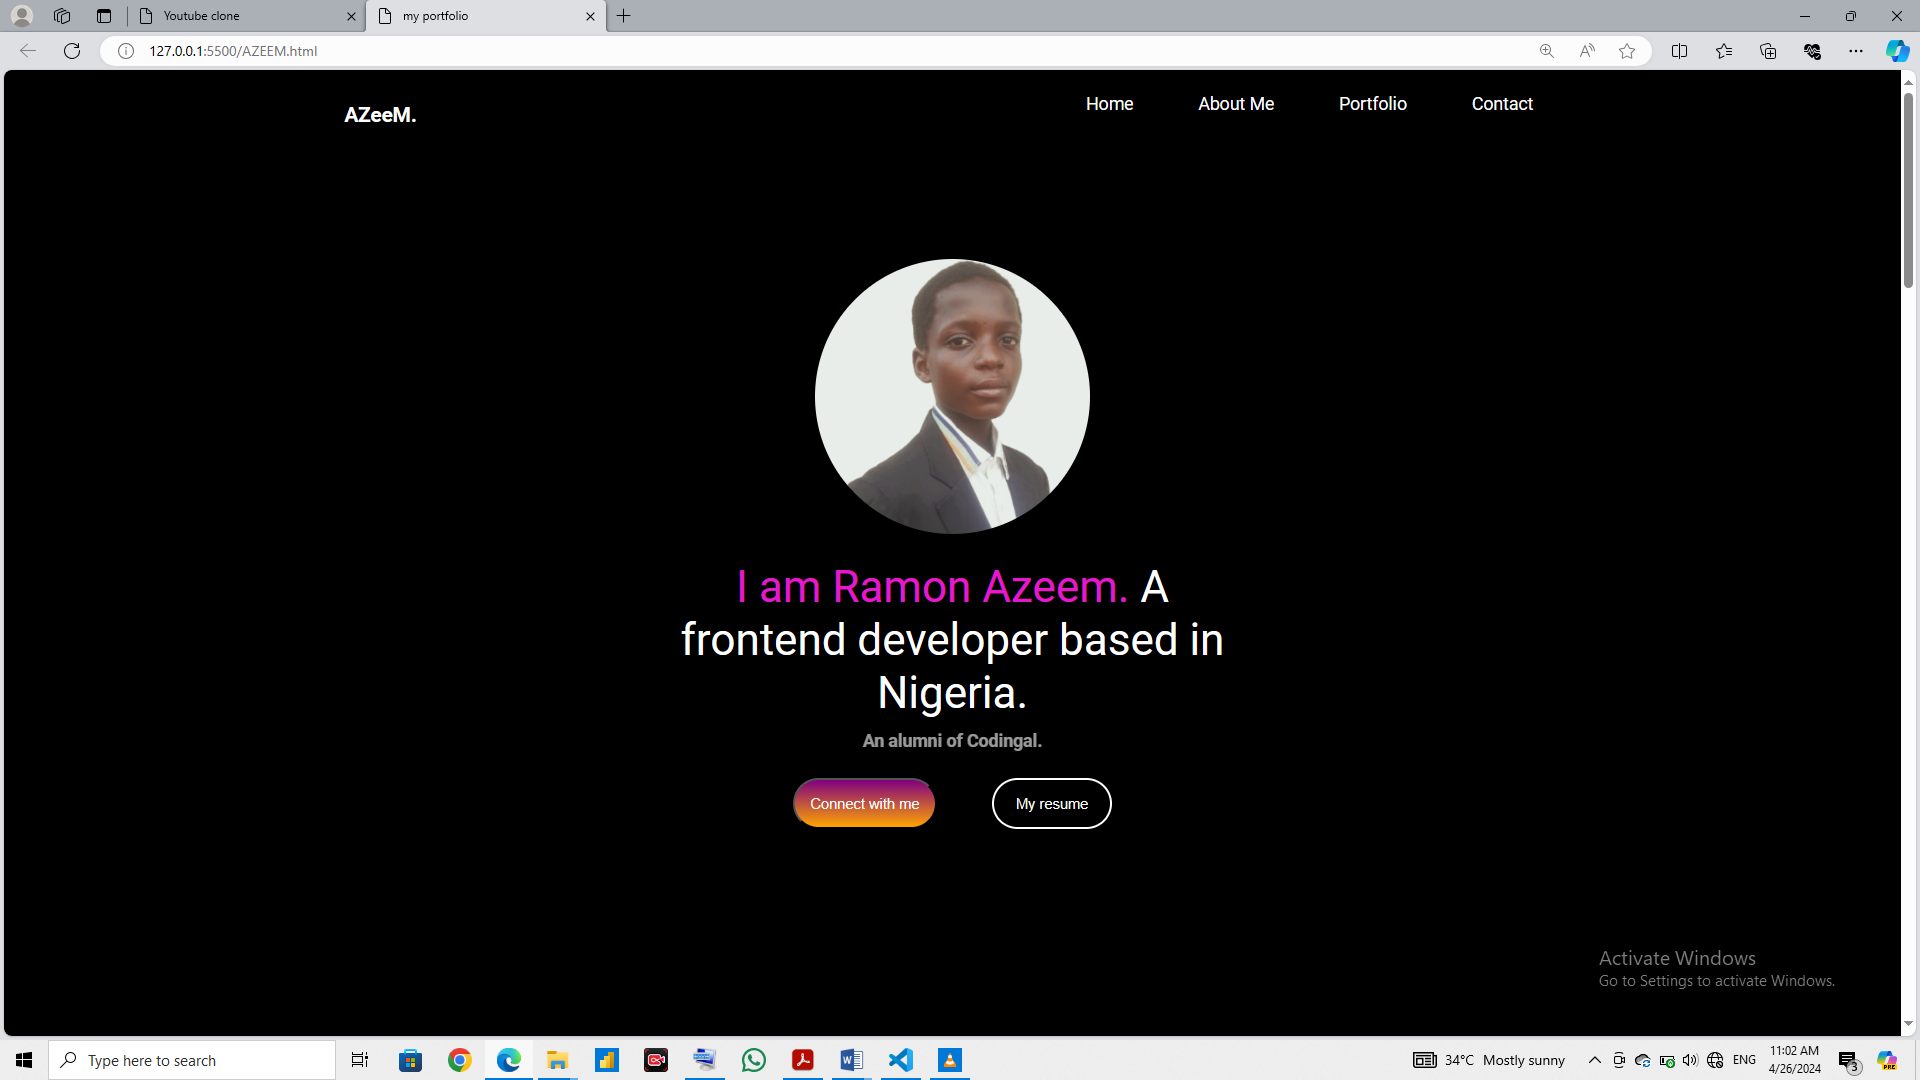 Youtube clone
my portfolio
127.0.0.1:5500/AZEEM.html
AZeeM.
Home
About Me
Portfolio
Contact
I am Ramon Azeem. A
frontend developer based in
Nigeria.
An alumni of Codingal.
Connect with me
My resume
Activate Windows
Go to Settings to activate Windows.
Type here to search
34°C Mostly sunny
ENG
11:02 AM
4/26/2024
3
PRE